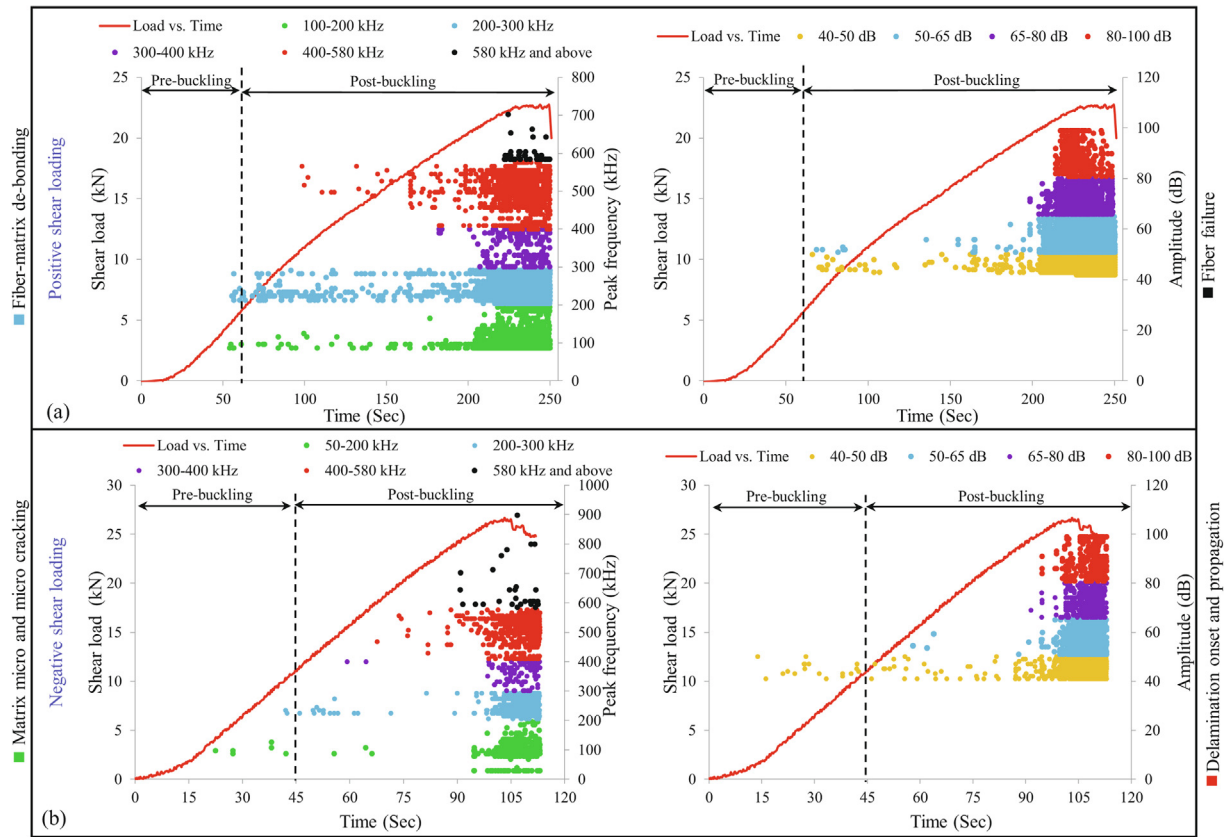 Load vs. Time 100-200 kHz 200-300 kHz
300-400 kHz 400-580 kHz 580 kHz and above
Pre-buckling Post-buckling
25 20 15 10 5 0
Shear load (kN)
800 700 600 500 400 300 200 100 0
Peak frequency (kHz)
0 50 100 150 200 250
Time (Sec)
(a)
Load vs. Time 40-50 dB 50-65 dB 65-80 dB 80-100 dB
Pre-buckling Post-buckling
25 20 15 10 5 0
Shear load (kN)
120 100 80 60 40 20 0
Amplitude (dB)
0 50 100 150 200 250
Time (Sec)
Fiber-matrix de-bonding
Positive shear loading
Fiber failure
Load vs. Time 50-200 kHz 200-300 kHz
300-400 kHz 400-580 kHz 580 kHz and above
Pre-buckling Post-buckling
30 25 20 15 10 5 0
Shear load (kN)
1000 900 800 700 600 500 400 300 200 100 0
Peak frequency (kHz)
0 15 30 45 60 75 90 105 120
Time (Sec)
(b)
Load vs. Time 40-50 dB 50-65 dB 65-80 dB 80-100 dB
Pre-buckling Post-buckling
30 25 20 15 10 5 0
Shear load (kN)
120 100 80 60 40 20 0
Amplitude (dB)
0 15 30 45 60 75 90 105 120
Time (Sec)
Matrix micro and micro cracking
Negative shear loading
Delamination onset and propagation